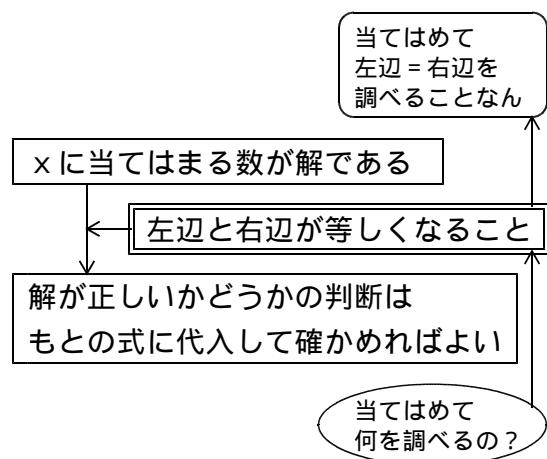 当てはめて
左辺=右辺を
調べることなん
xに当てはまる数が解である
左辺と右辺が等しくなること
解が正しいかどうかの判断は
もとの式に代入して確かめればよい
当てはめて
何を調べるの?